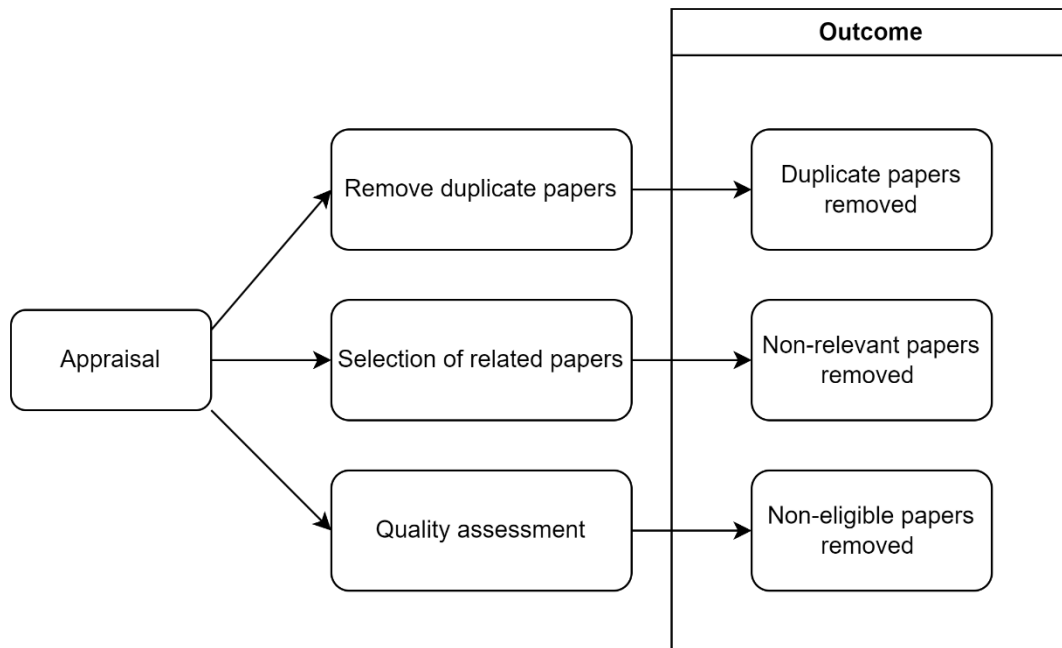 Outcome
Remove duplicate papers
Duplicate papers
removed
Appraisal
Selection of related papers
Non-relevant papers
removed
Quality assessment
Non-eligible papers
removed